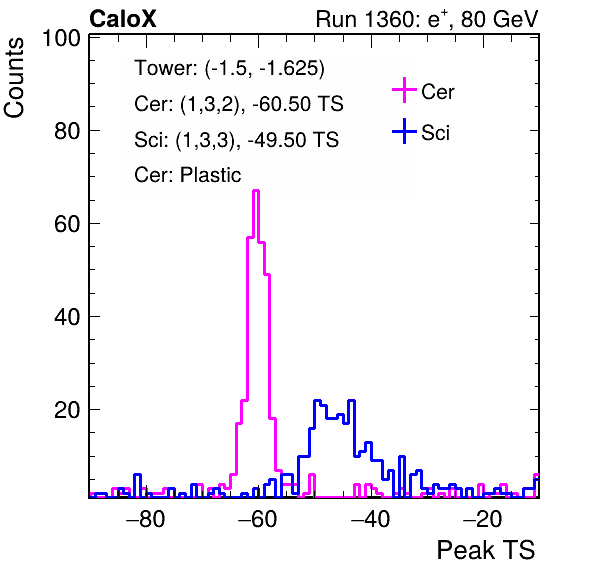 CaloX Run 1360: e⁺, 80 GeV
Counts
100
80
60
40
20
Tower: (-1.5, -1.625)
Cer: (1,3,2), -60.50 TS
Sci: (1,3,3), -49.50 TS
Cer: Plastic
Cer
Sci
−80 −60 −40 −20
Peak TS